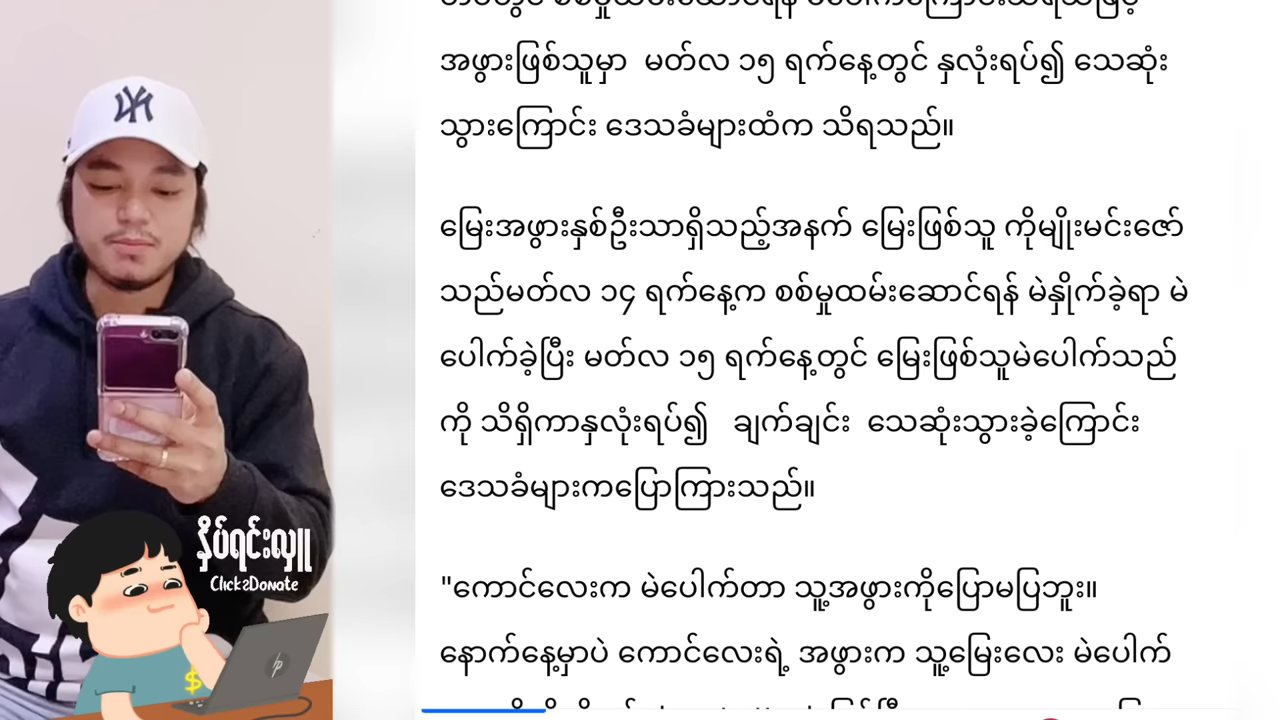 အဖွားဖြစ်သူမှာ မတ်လ ၁၅ ရက်နေ့တွင် နှလုံးရပ်၍ သေဆုံး
သွားကြောင်း ဒေသခံများထံက သိရသည်။
မြေးအဖွားနှစ်ဦးသာရှိသည့်အနက် မြေးဖြစ်သူ ကိုမျိုးမင်းဇော်
သည်မတ်လ ၁၄ ရက်နေ့က စစ်မှုထမ်းဆောင်ရန် မဲနှိုက်ခဲ့ရာ မဲ
ပေါက်ခဲ့ပြီး မတ်လ ၁၅ ရက်နေ့တွင် မြေးဖြစ်သူမဲပေါက်သည်
ကို သိရှိကာနှလုံးရပ်၍ ချက်ချင်း သေဆုံးသွားခဲ့ကြောင်း
ဒေသခံများကပြောကြားသည်။
"ကောင်လေးက မဲပေါက်တာ သူ့အဖွားကိုပြောမပြဘူး။
နောက်နေ့မှာပဲ ကောင်လေးရဲ့ အဖွားက သူ့မြေးလေး မဲပေါက်
NY
နှိပ်ရင်းလှူ
Click2Donate
hp
$